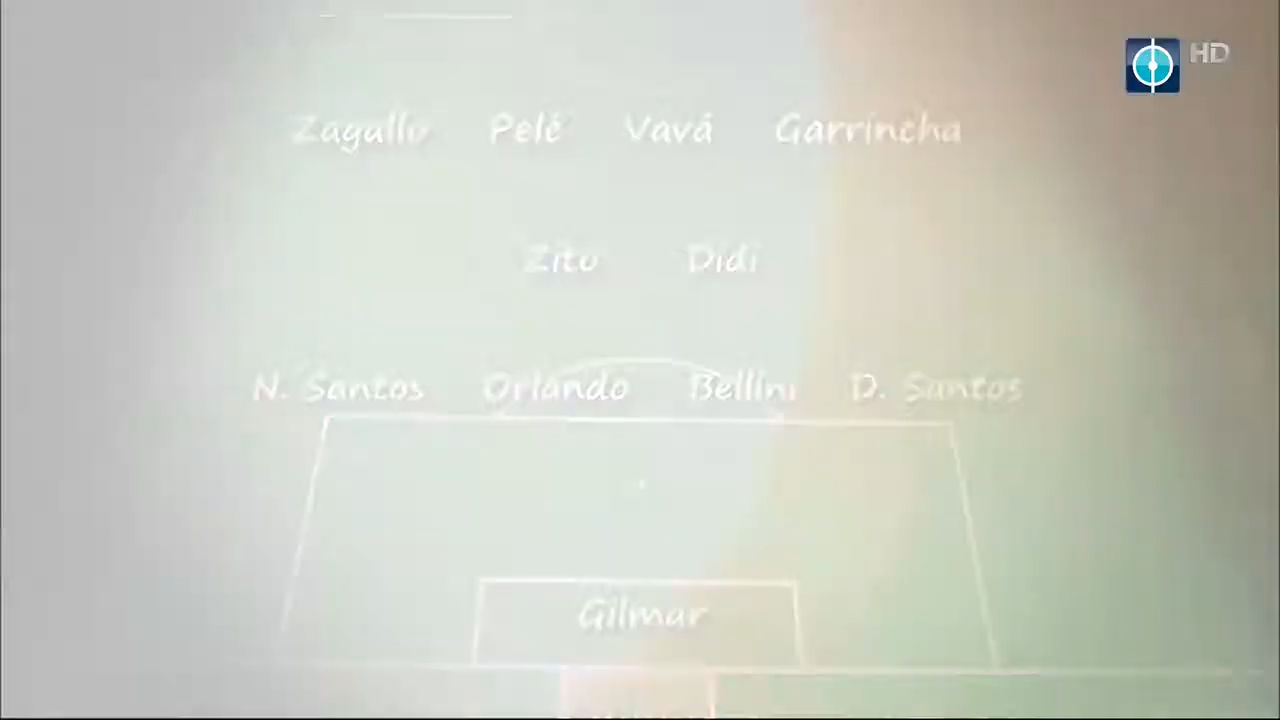 HD
Zagallo Pelé Vavá Garrincha
Zito Didi
N. Santos Orlando Bellini D. Santos
Gilmar